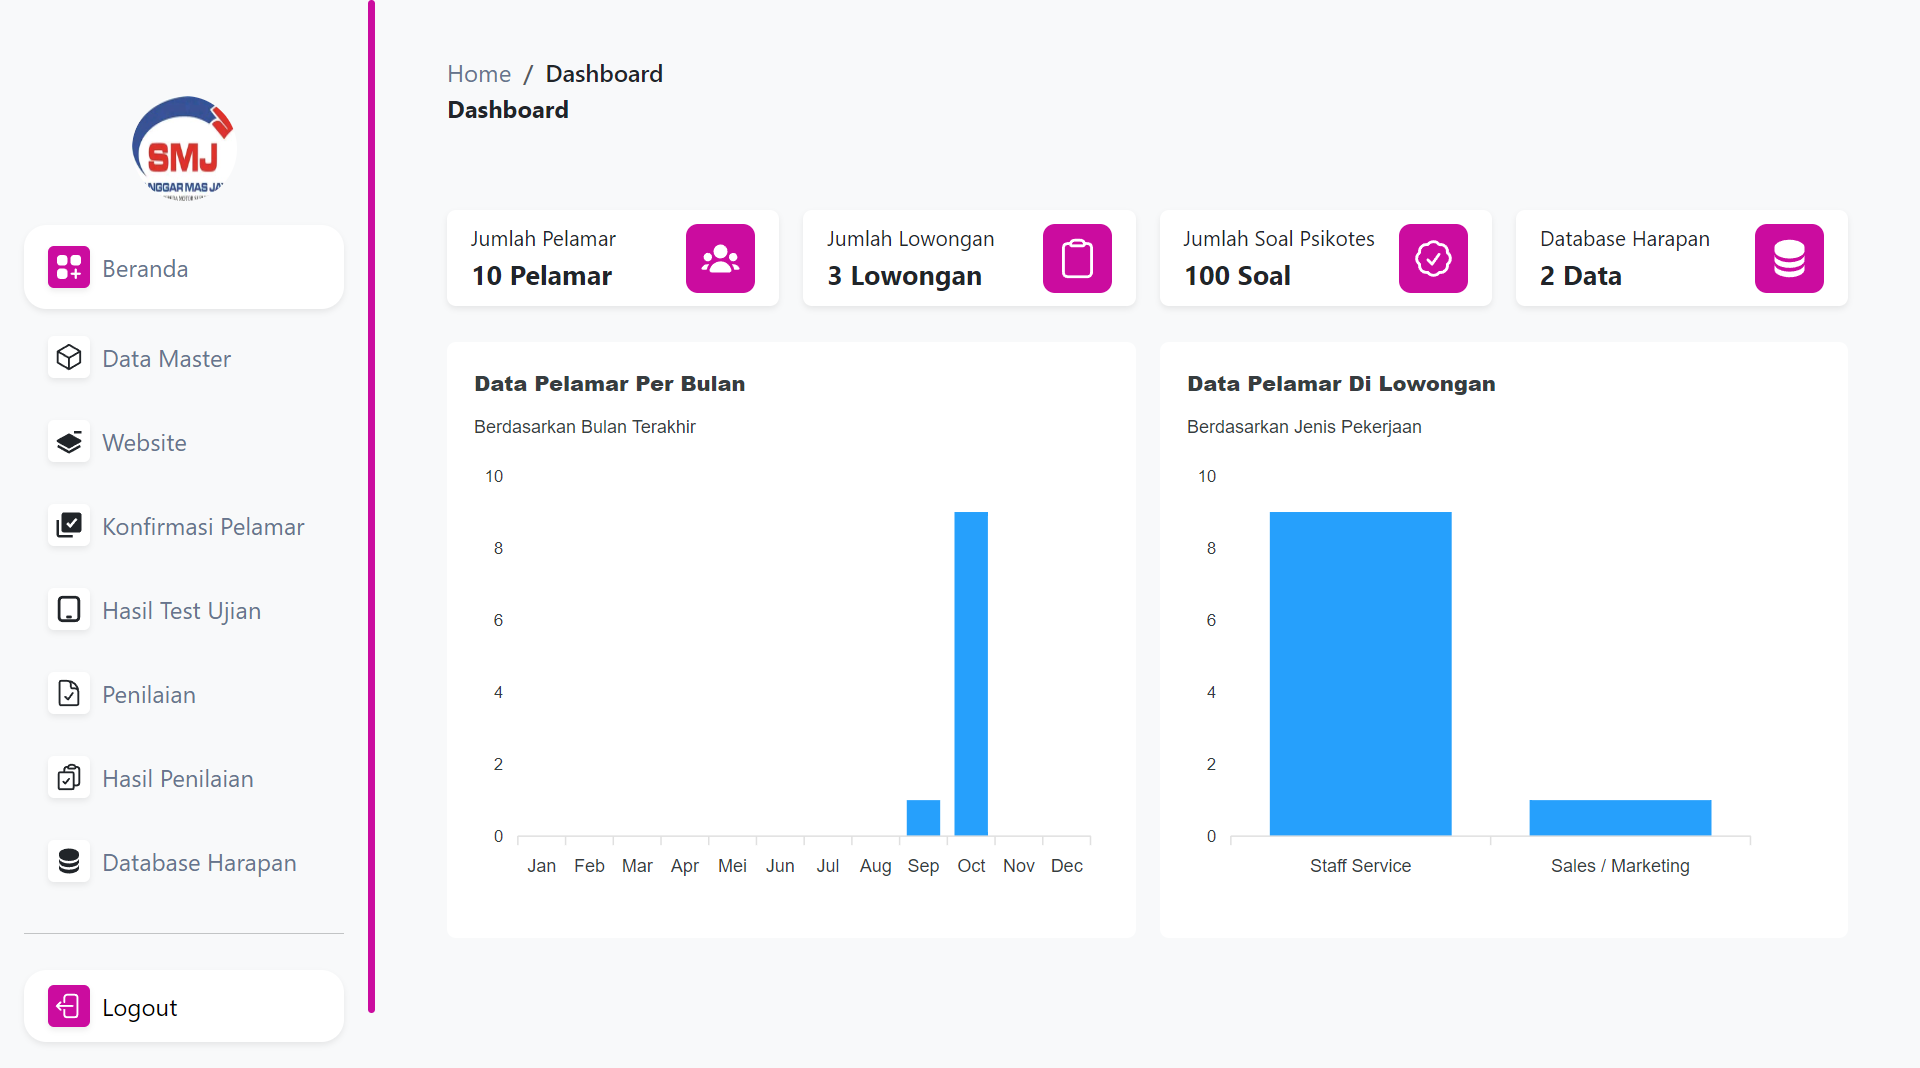 SMJ
Beranda
Data Master
Website
Konfirmasi Pelamar
Hasil Test Ujian
Penilaian
Hasil Penilaian
Database Harapan
Logout
Home / Dashboard
Dashboard
Jumlah Pelamar
10 Pelamar
Jumlah Lowongan
3 Lowongan
Jumlah Soal Psikotes
100 Soal
Database Harapan
2 Data
Data Pelamar Per Bulan
Berdasarkan Bulan Terakhir
10
8
6
4
2
0
Jan Feb Mar Apr Mei Jun Jul Aug Sep Oct Nov Dec
Data Pelamar Di Lowongan
Berdasarkan Jenis Pekerjaan
10
8
6
4
2
0
Staff Service Sales / Marketing